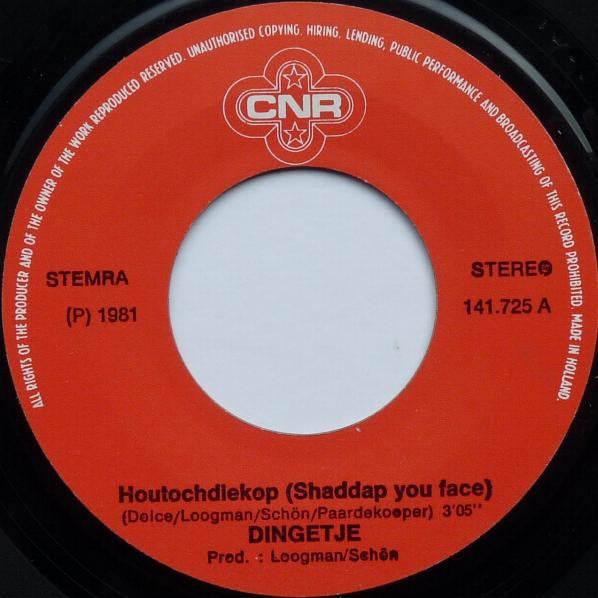 ALL RIGHTS OF THE PRODUCER AND OF THE OWNER OF THE WORK REPRODUCED RESERVED. UNAUTHORISED COPYING, HIRING, LENDING, PUBLIC PERFORMANCE AND BROADCASTING OF THIS RECORD PROHIBITED. MADE IN HOLLAND.
CNR
STEMRA
(P) 1981
STEREO
141.725 A
Houtochdiekop (Shaddap you face)
(Dolce/Loogman/Schön/Paardekooper) 3'05"
DINGETJE
Prod. : Loogman/Schön